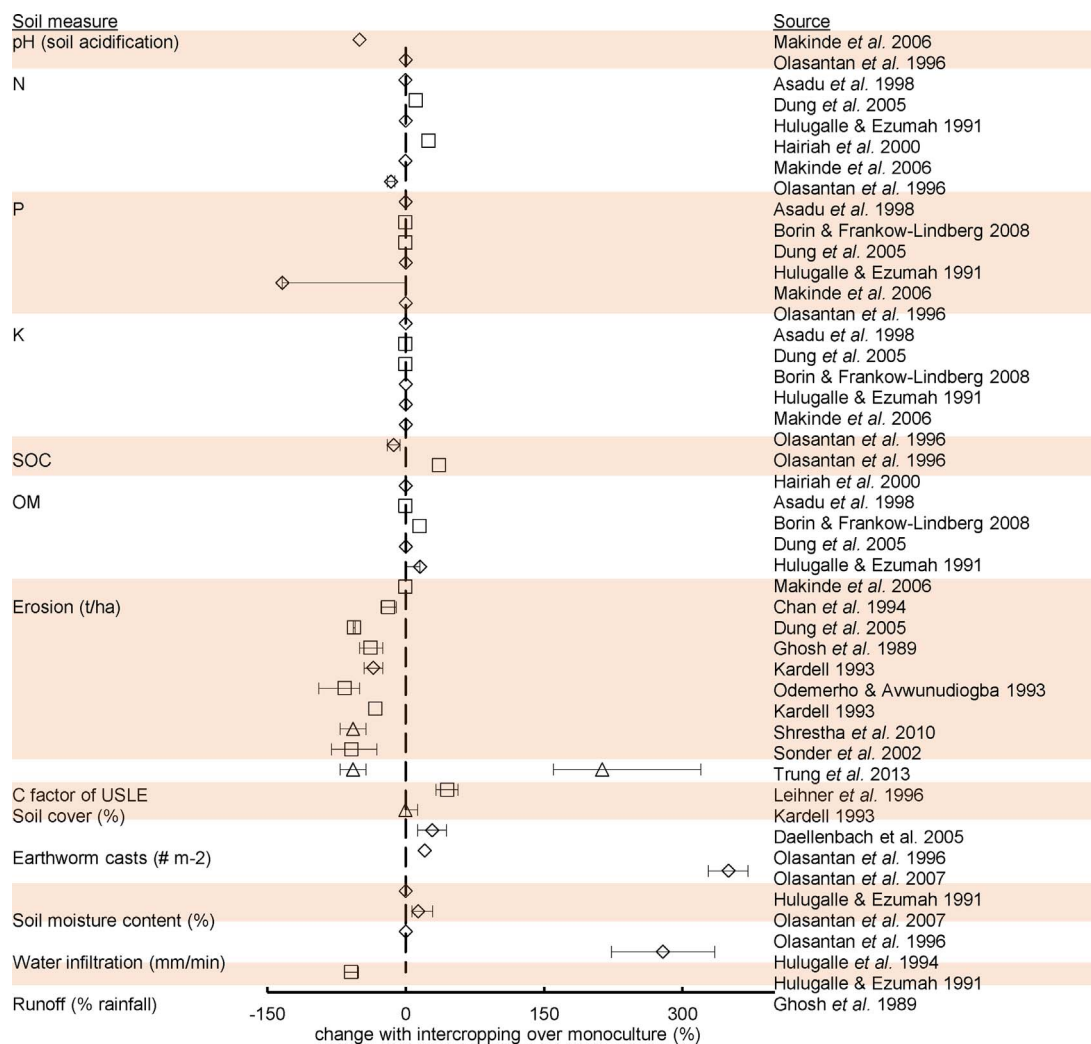 Soil measure Source
pH (soil acidification) Makinde et al. 2006
Olasantan et al. 1996
N Asadu et al. 1998
Dung et al. 2005
Hulugalle & Ezumah 1991
Hairiah et al. 2000
Makinde et al. 2006
Olasantan et al. 1996
P Asadu et al. 1998
Borin & Frankow-Lindberg 2008
Dung et al. 2005
Hulugalle & Ezumah 1991
Makinde et al. 2006
Olasantan et al. 1996
K Asadu et al. 1998
Dung et al. 2005
Borin & Frankow-Lindberg 2008
Hulugalle & Ezumah 1991
Makinde et al. 2006
Olasantan et al. 1996
SOC Olasantan et al. 1996
Hairiah et al. 2000
OM Asadu et al. 1998
Borin & Frankow-Lindberg 2008
Dung et al. 2005
Hulugalle & Ezumah 1991
Makinde et al. 2006
Erosion (t/ha) Chan et al. 1994
Dung et al. 2005
Ghosh et al. 1989
Kardell 1993
Odemerho & Avwunudiogba 1993
Kardell 1993
Shrestha et al. 2010
Sonder et al. 2002
Trung et al. 2013
C factor of USLE Leihner et al. 1996
Soil cover (%) Kardell 1993
Daellenbach et al. 2005
Earthworm casts (# m-2) Olasantan et al. 1996
Olasantan et al. 2007
Hulugalle & Ezumah 1991
Soil moisture content (%) Olasantan et al. 2007
Olasantan et al. 1996
Water infiltration (mm/min) Hulugalle et al. 1994
Hulugalle & Ezumah 1991
Runoff (% rainfall) Ghosh et al. 1989
-150 0 150 300
change with intercropping over monoculture (%)